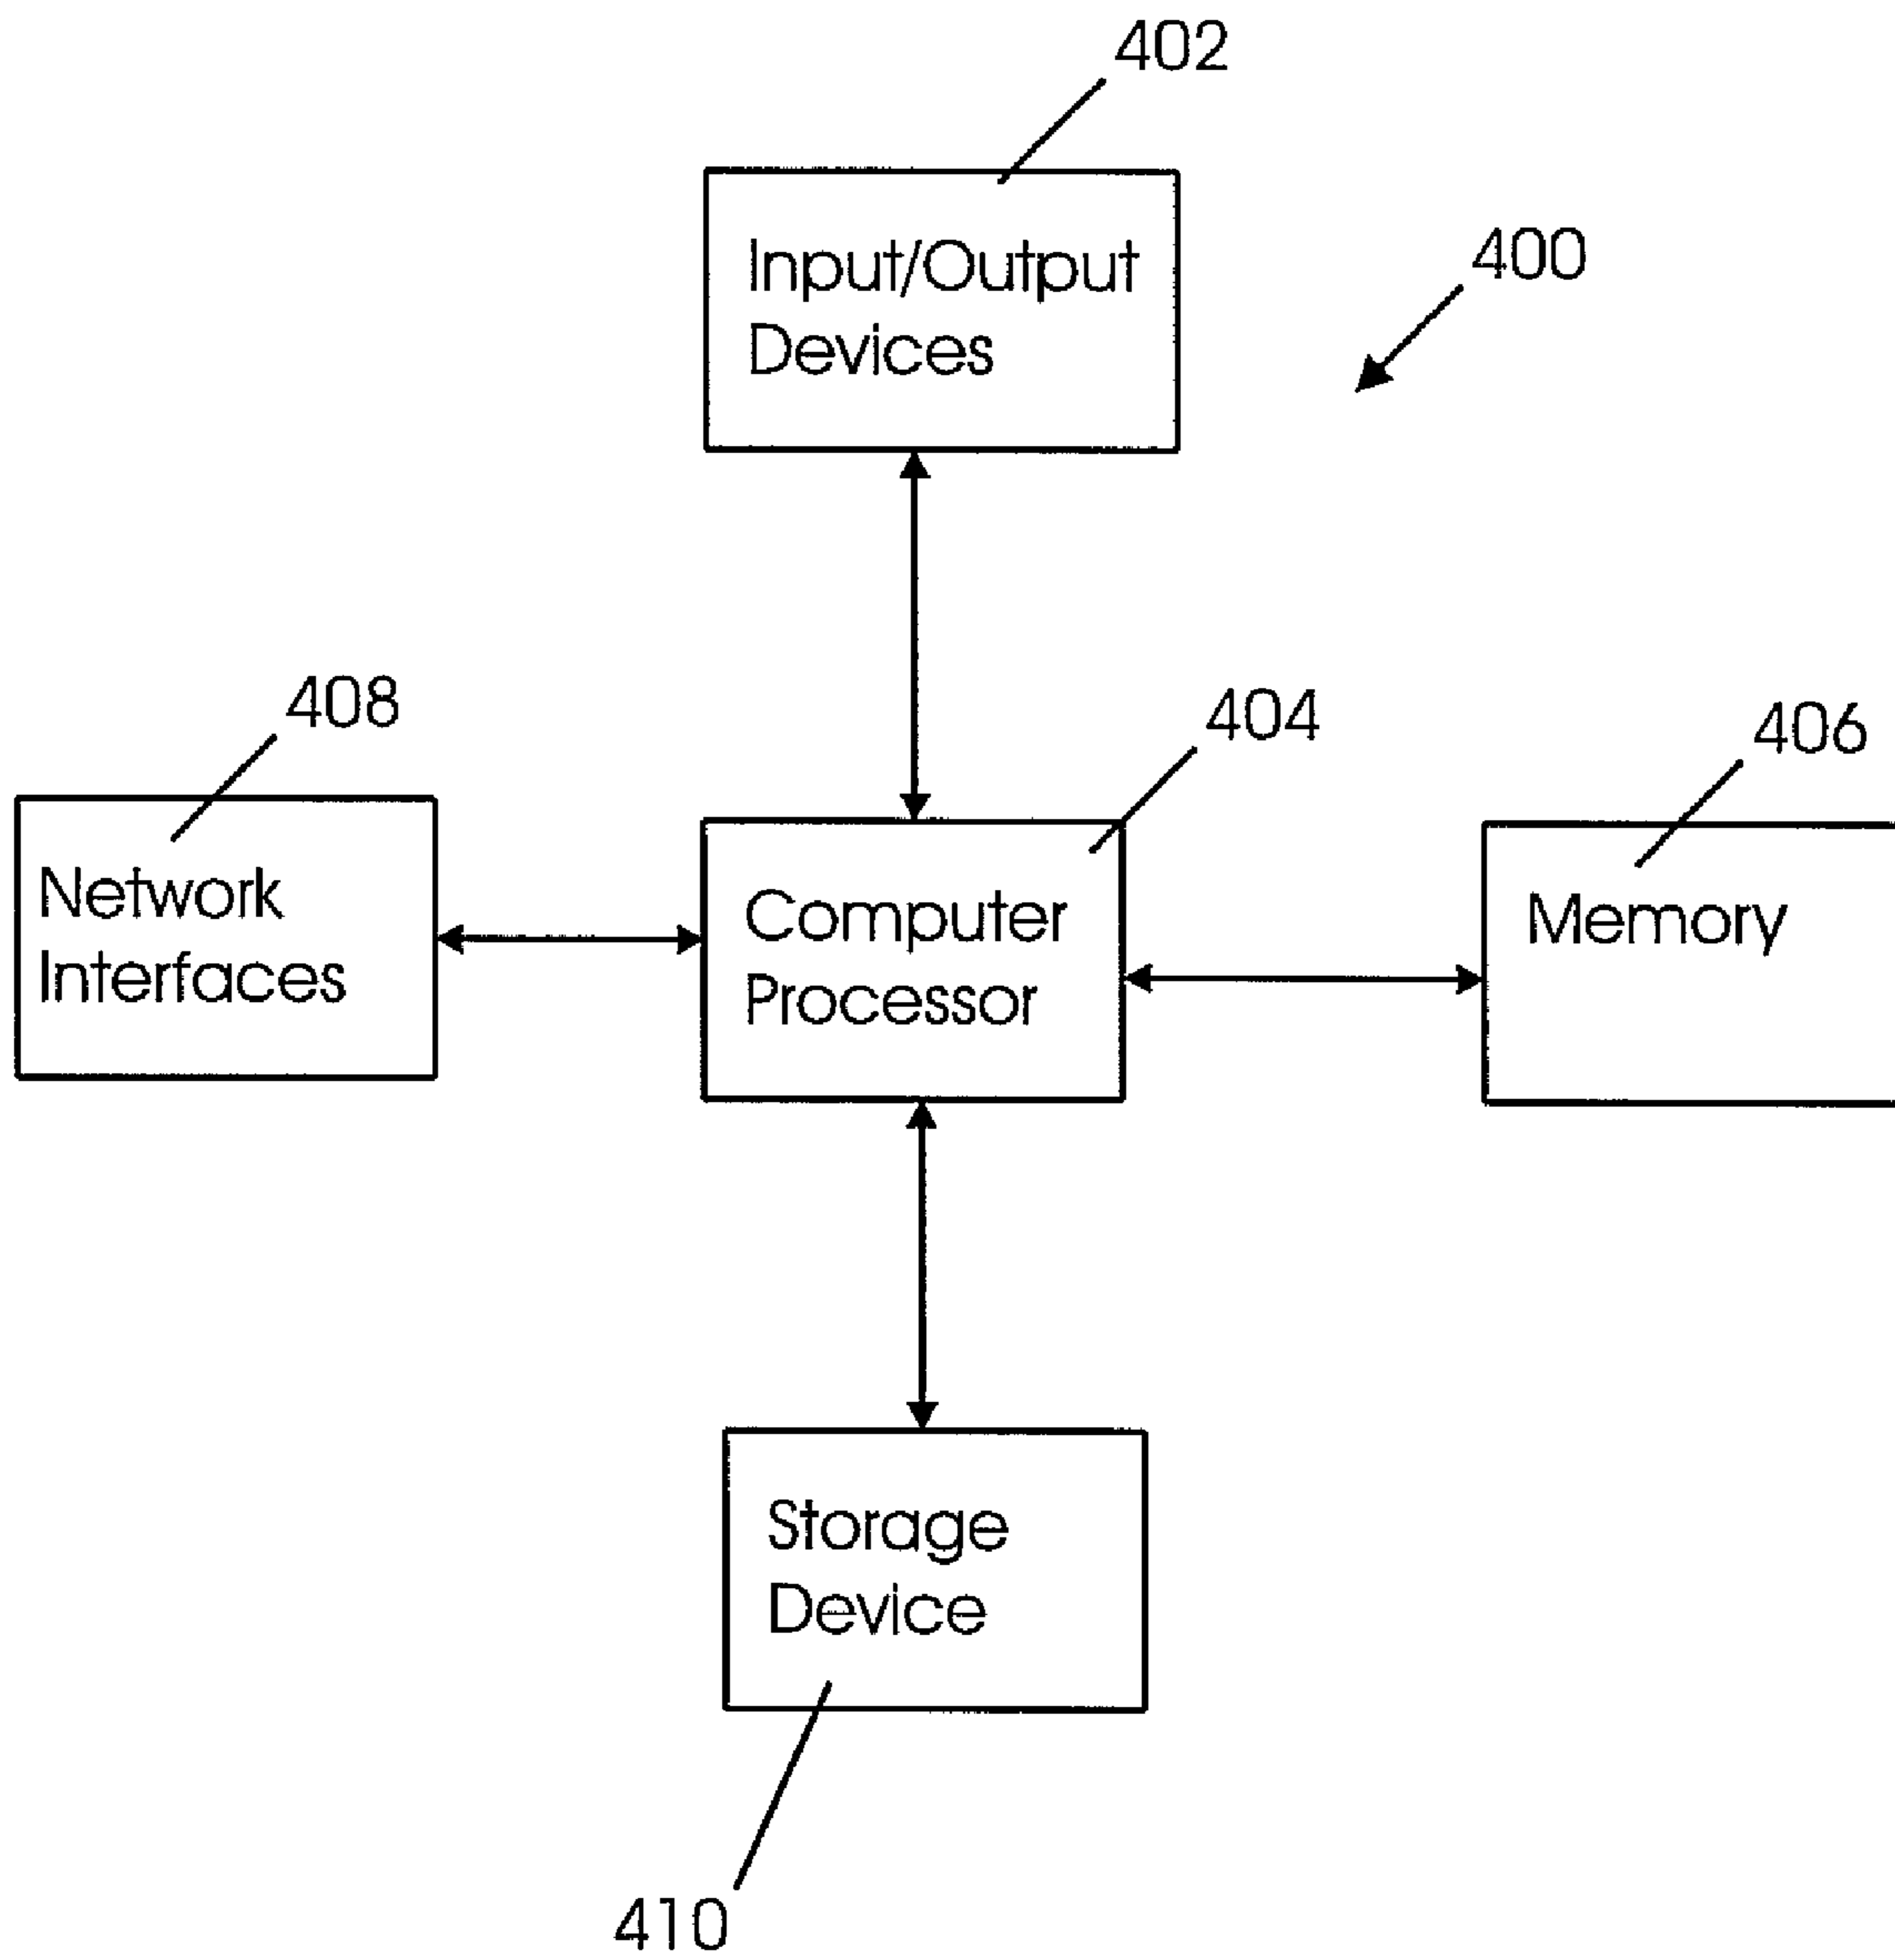 402
Input/Output
Devices
400
408
404
406
Network
Interfaces
Computer
Processor
Memory
Storage
Device
410